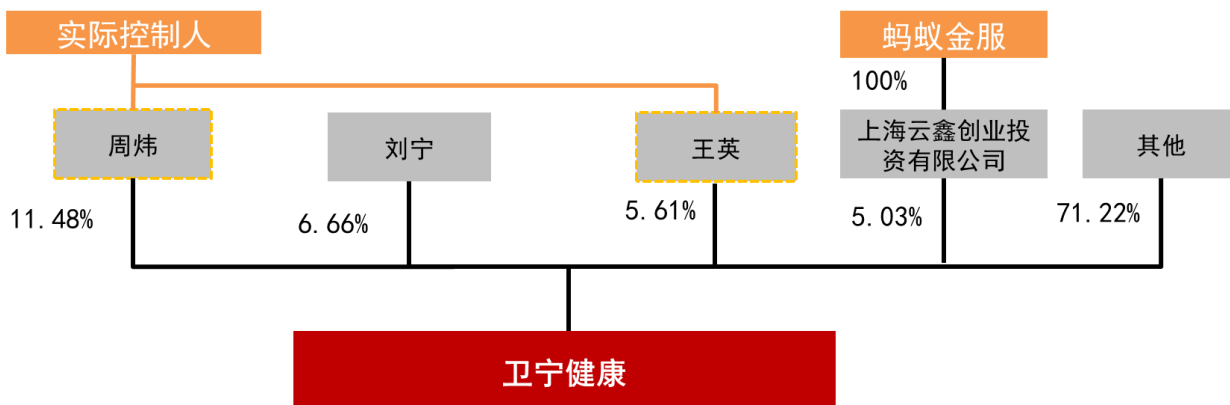 实际控制人
蚂蚁金服
100%
周炜
刘宁
王英
上海云鑫创业投
资有限公司
其他
11.48%
6.66%
5.61%
5.03%
71.22%
卫宁健康